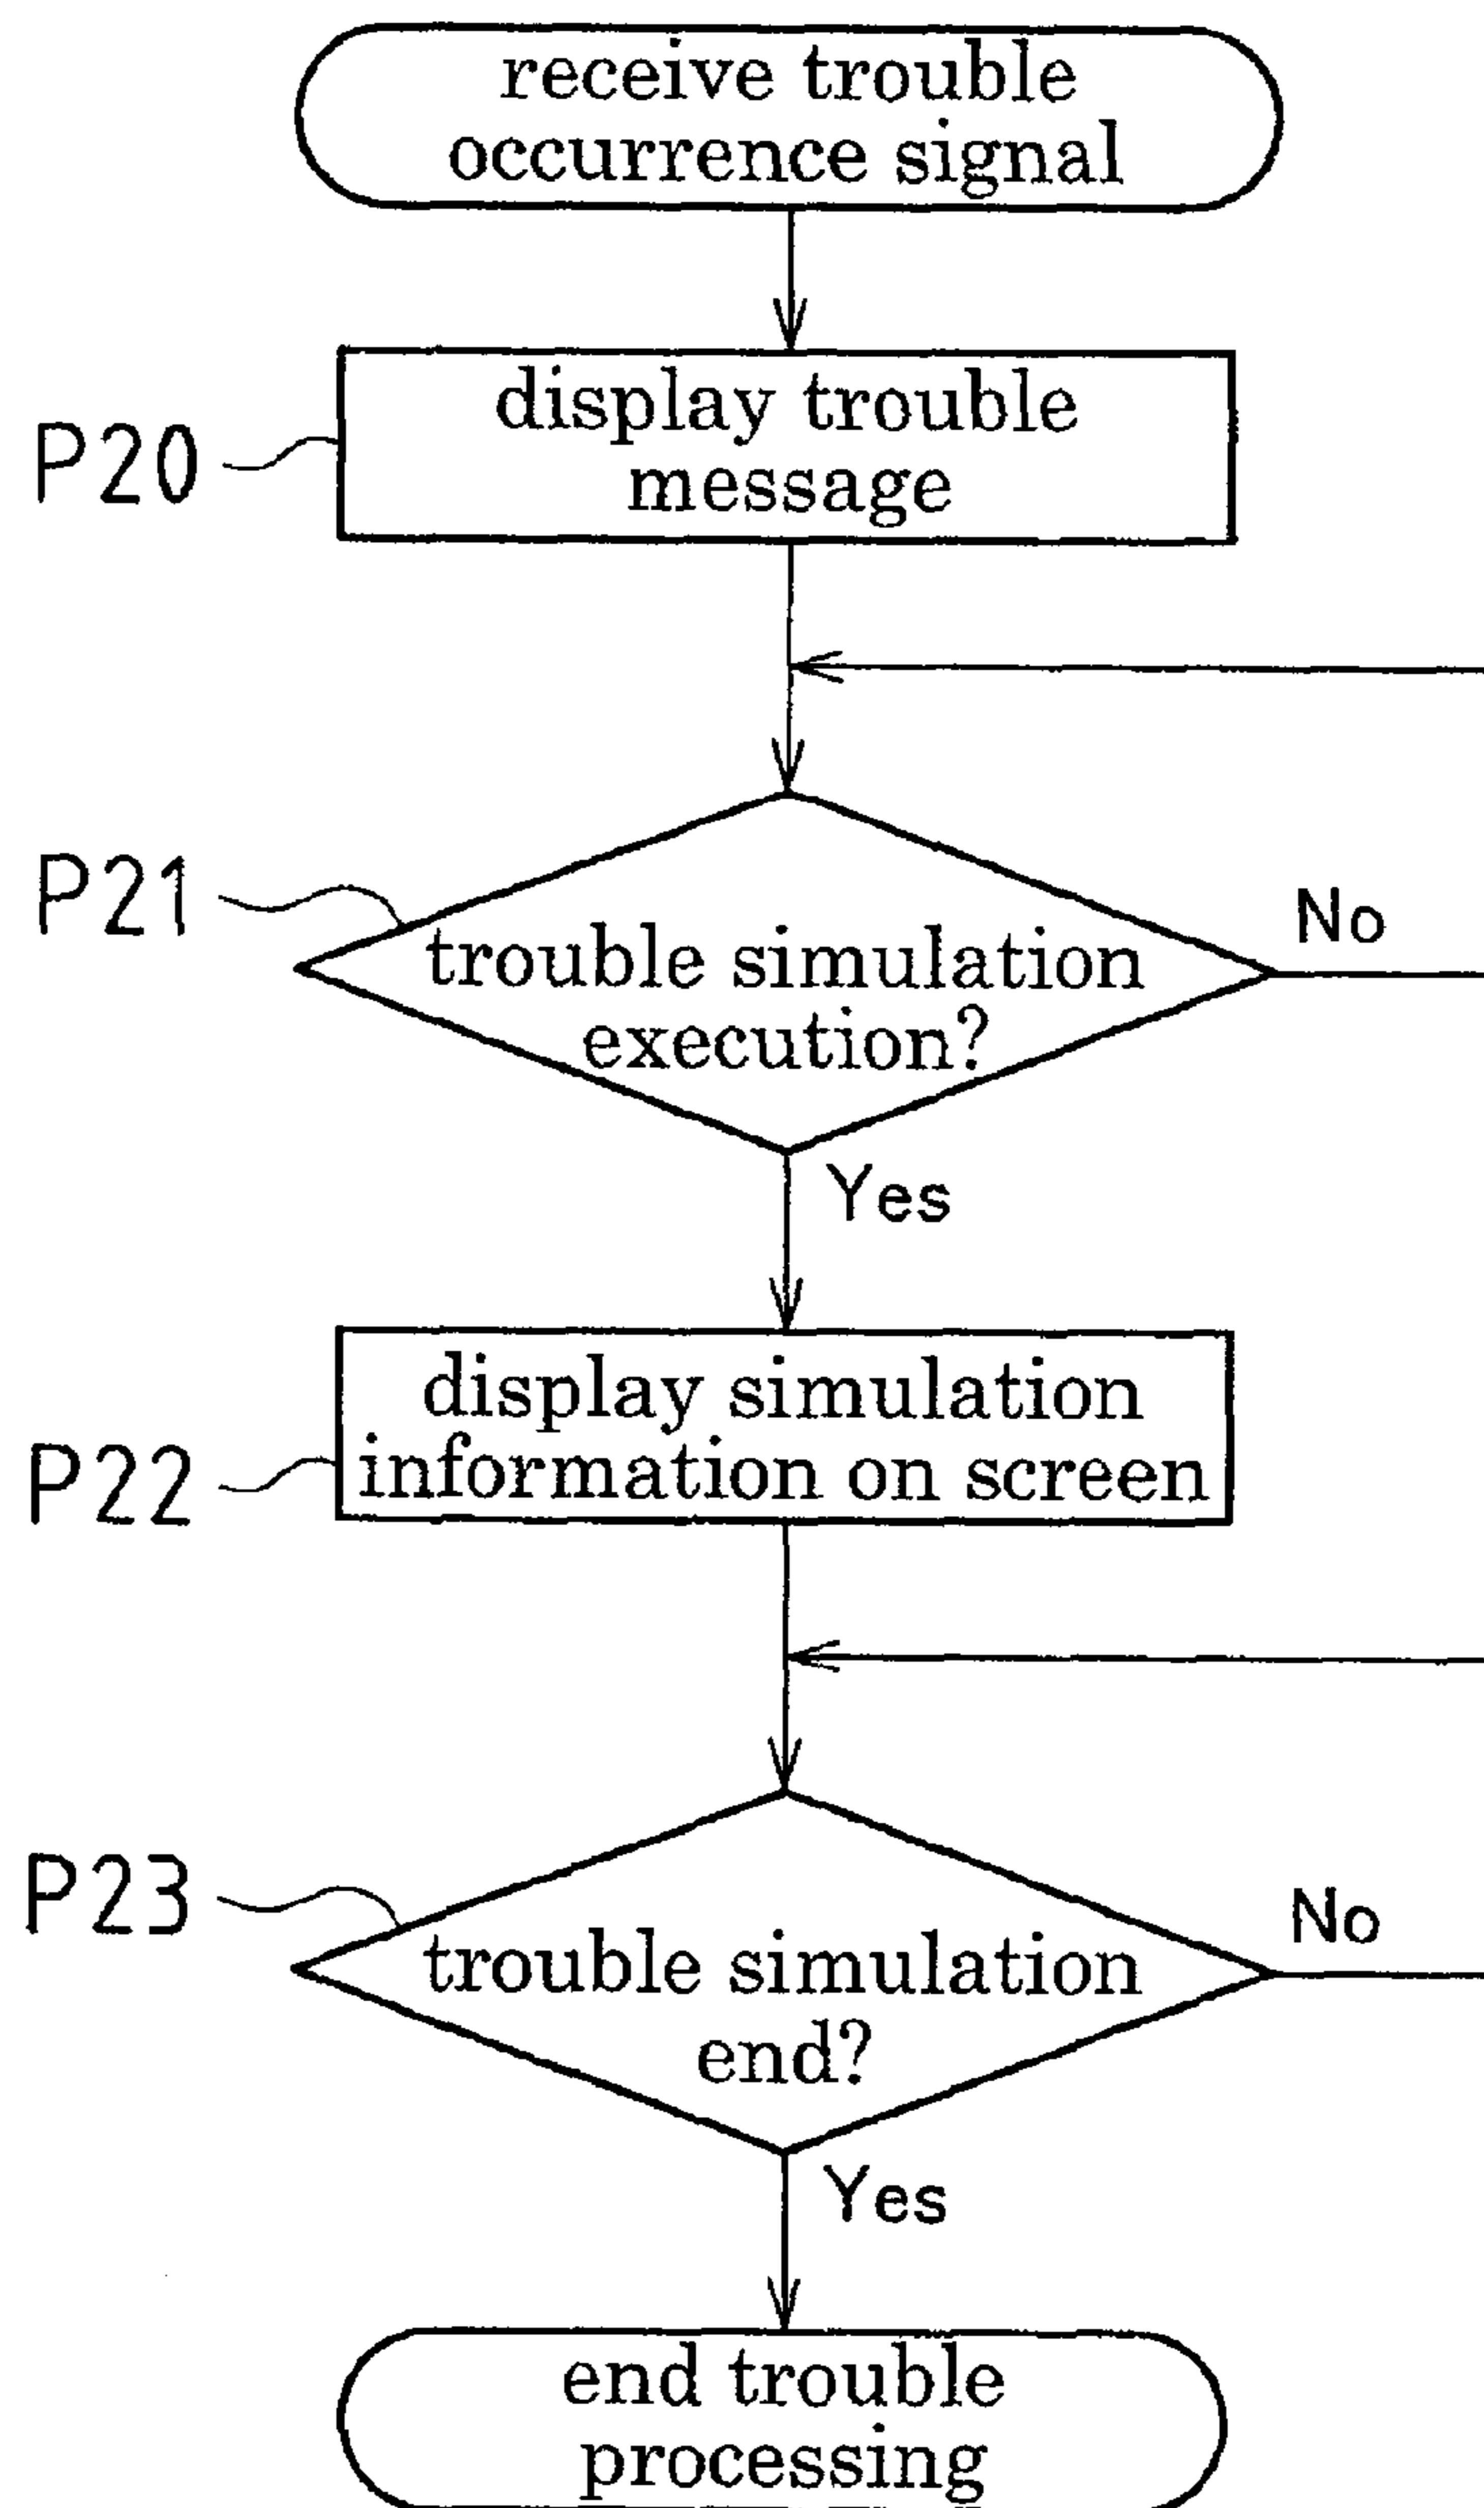 receive trouble
occurrence signal
P20
display trouble
message
P21
trouble simulation
execution?
No
Yes
P22
display simulation
information on screen
P23
trouble simulation
end?
No
Yes
end trouble
processing